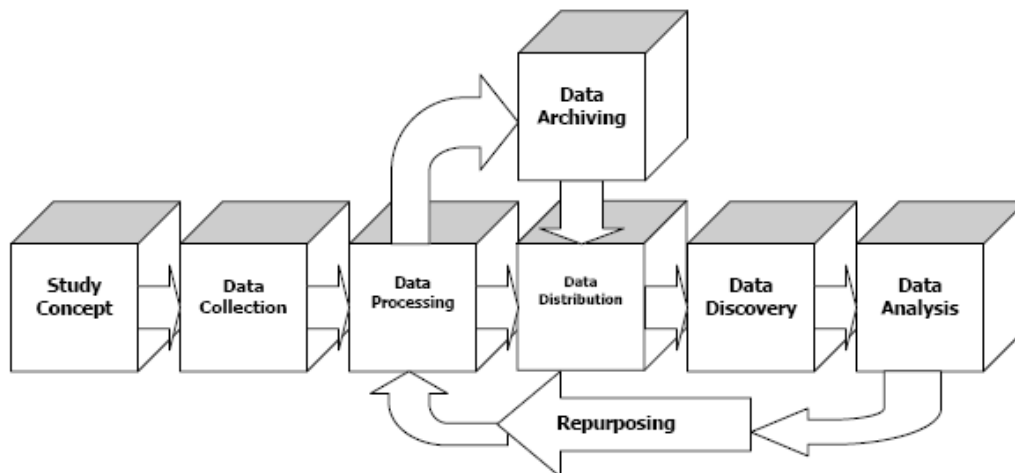 Data
Archiving
Study
Concept
Data
Collection
Data
Processing
Data
Distribution
Data
Discovery
Data
Analysis
Repurposing